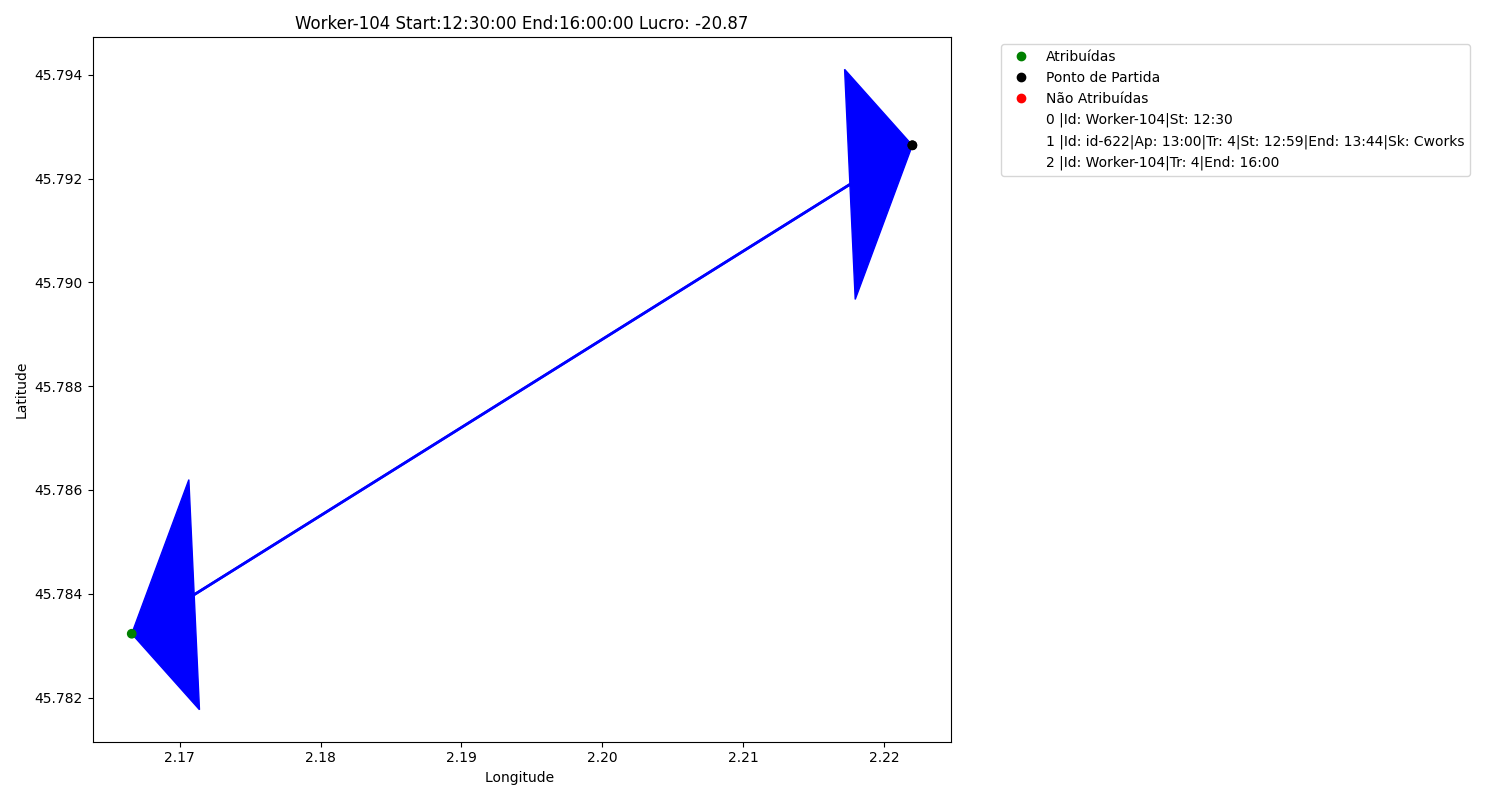 Worker-104 Start:12:30:00 End:16:00:00 Lucro: -20.87
45.794
45.792
45.790
45.788
45.786
45.784
45.782
Latitude
2.17 2.18 2.19 2.20 2.21 2.22
Longitude
Atribuídas
Ponto de Partida
Não Atribuídas
0 |Id: Worker-104|St: 12:30
1 |Id: id-622|Ap: 13:00|Tr: 4|St: 12:59|End: 13:44|Sk: Cworks
2 |Id: Worker-104|Tr: 4|End: 16:00